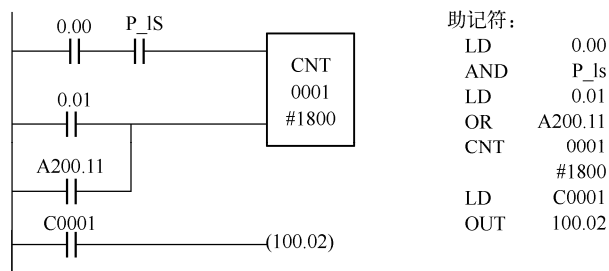 0.00 P_lS
CNT
0001
#1800
0.01
A200.11
C0001
(100.02)
助记符：
LD 0.00
AND P_ls
LD 0.01
OR A200.11
CNT 0001
#1800
LD C0001
OUT 100.02